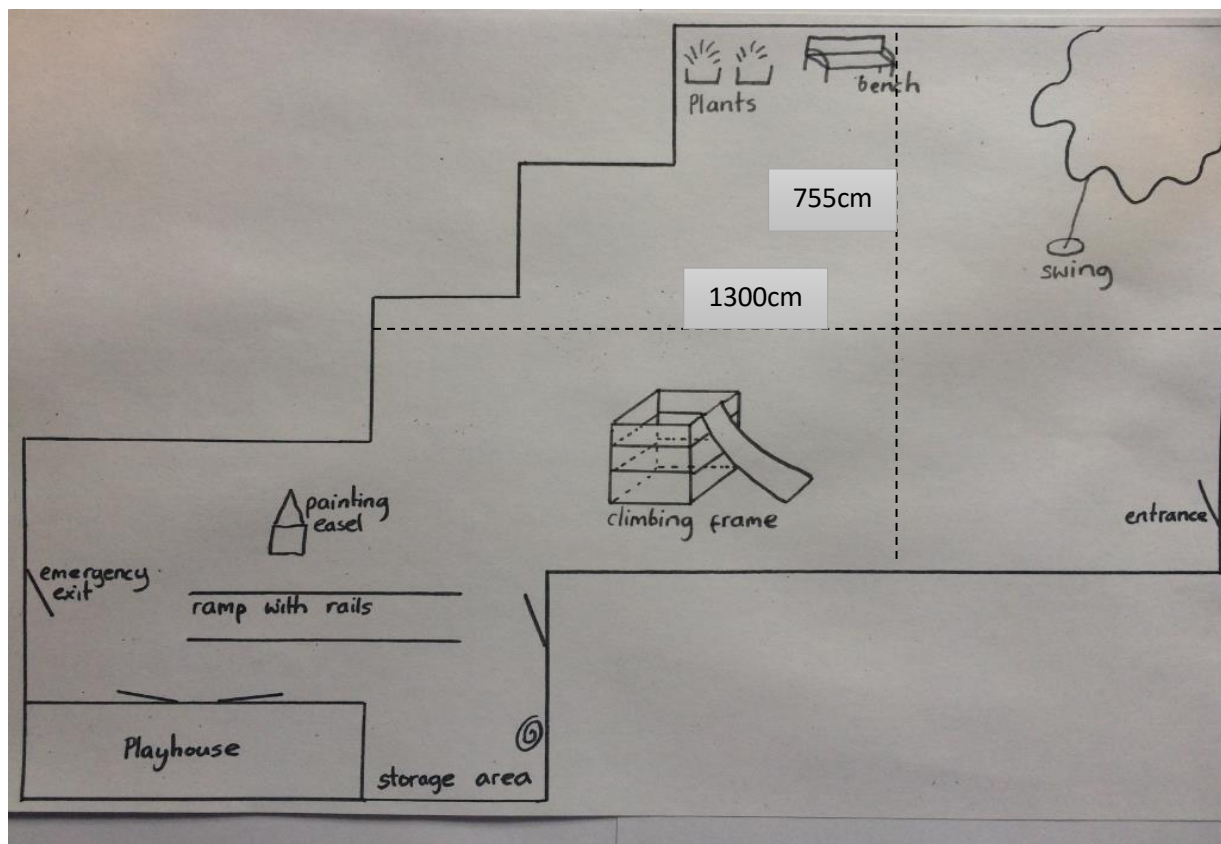 Plants
bench
755cm
swing
1300cm
climbing frame
entrance
painting
easel
emergency
exit
ramp with rails
Playhouse
storage area